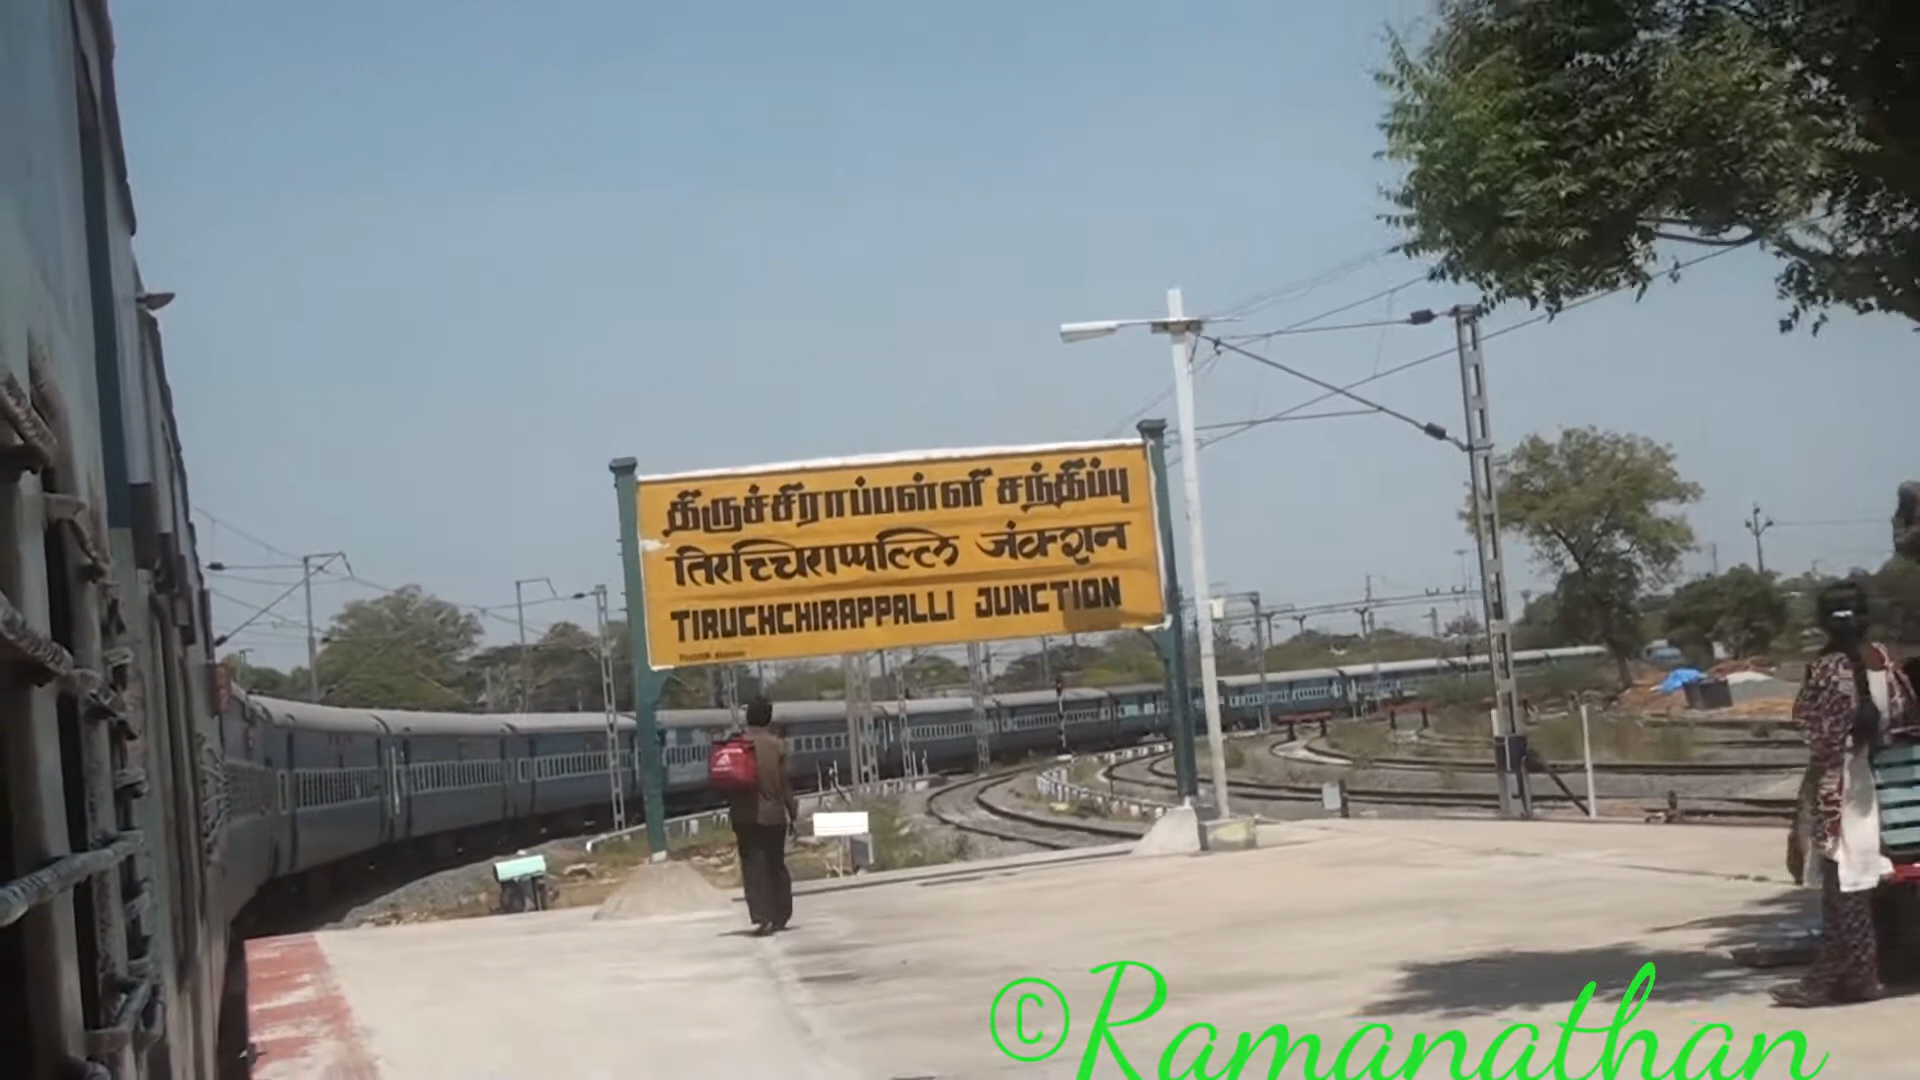 திருச்சிராப்பள்ளி சந்திப்பு
तिरुच्चिराप्पल्लि जंक्शन
TIRUCHCHIRAPPALLI JUNCTION
©Ramanathan